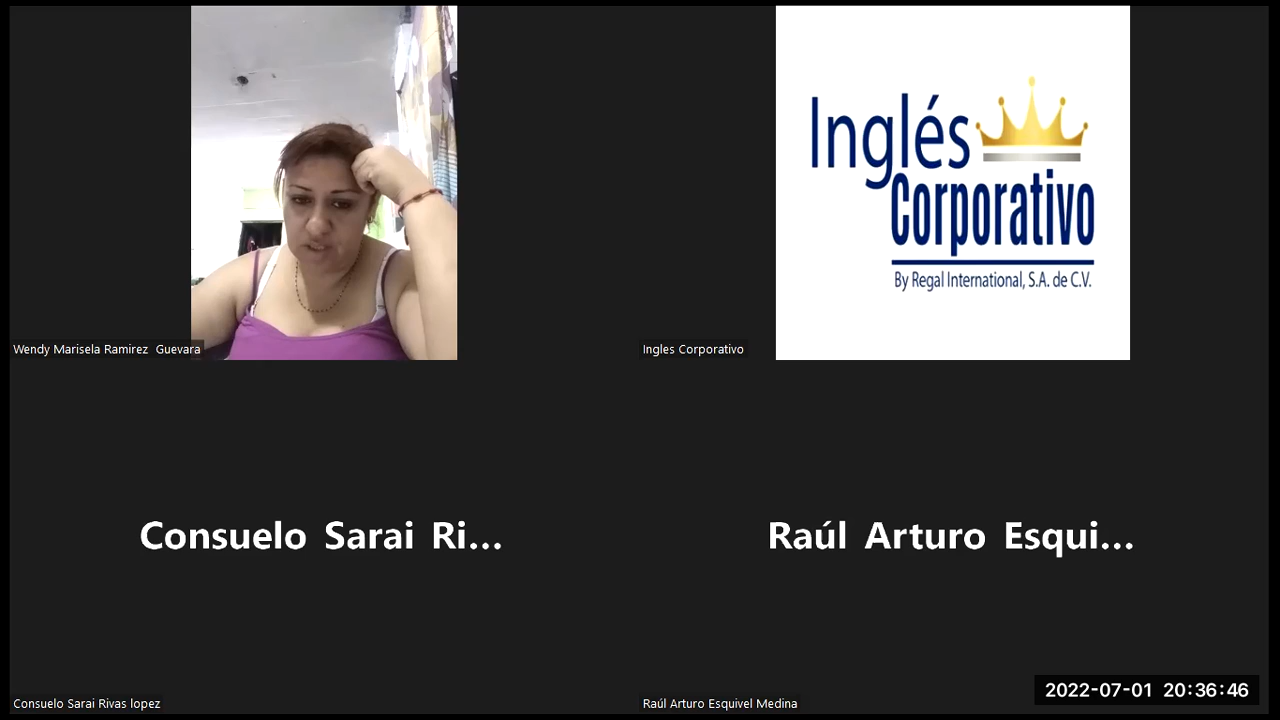 Inglés
Corporativo
By Regal International, S.A. de C.V.
Wendy Marisela Ramirez Guevara
Ingles Corporativo
Consuelo Sarai Ri...
Raúl Arturo Esqui...
Consuelo Sarai Rivas lopez
Raúl Arturo Esquivel Medina
2022-07-01 20:36:46